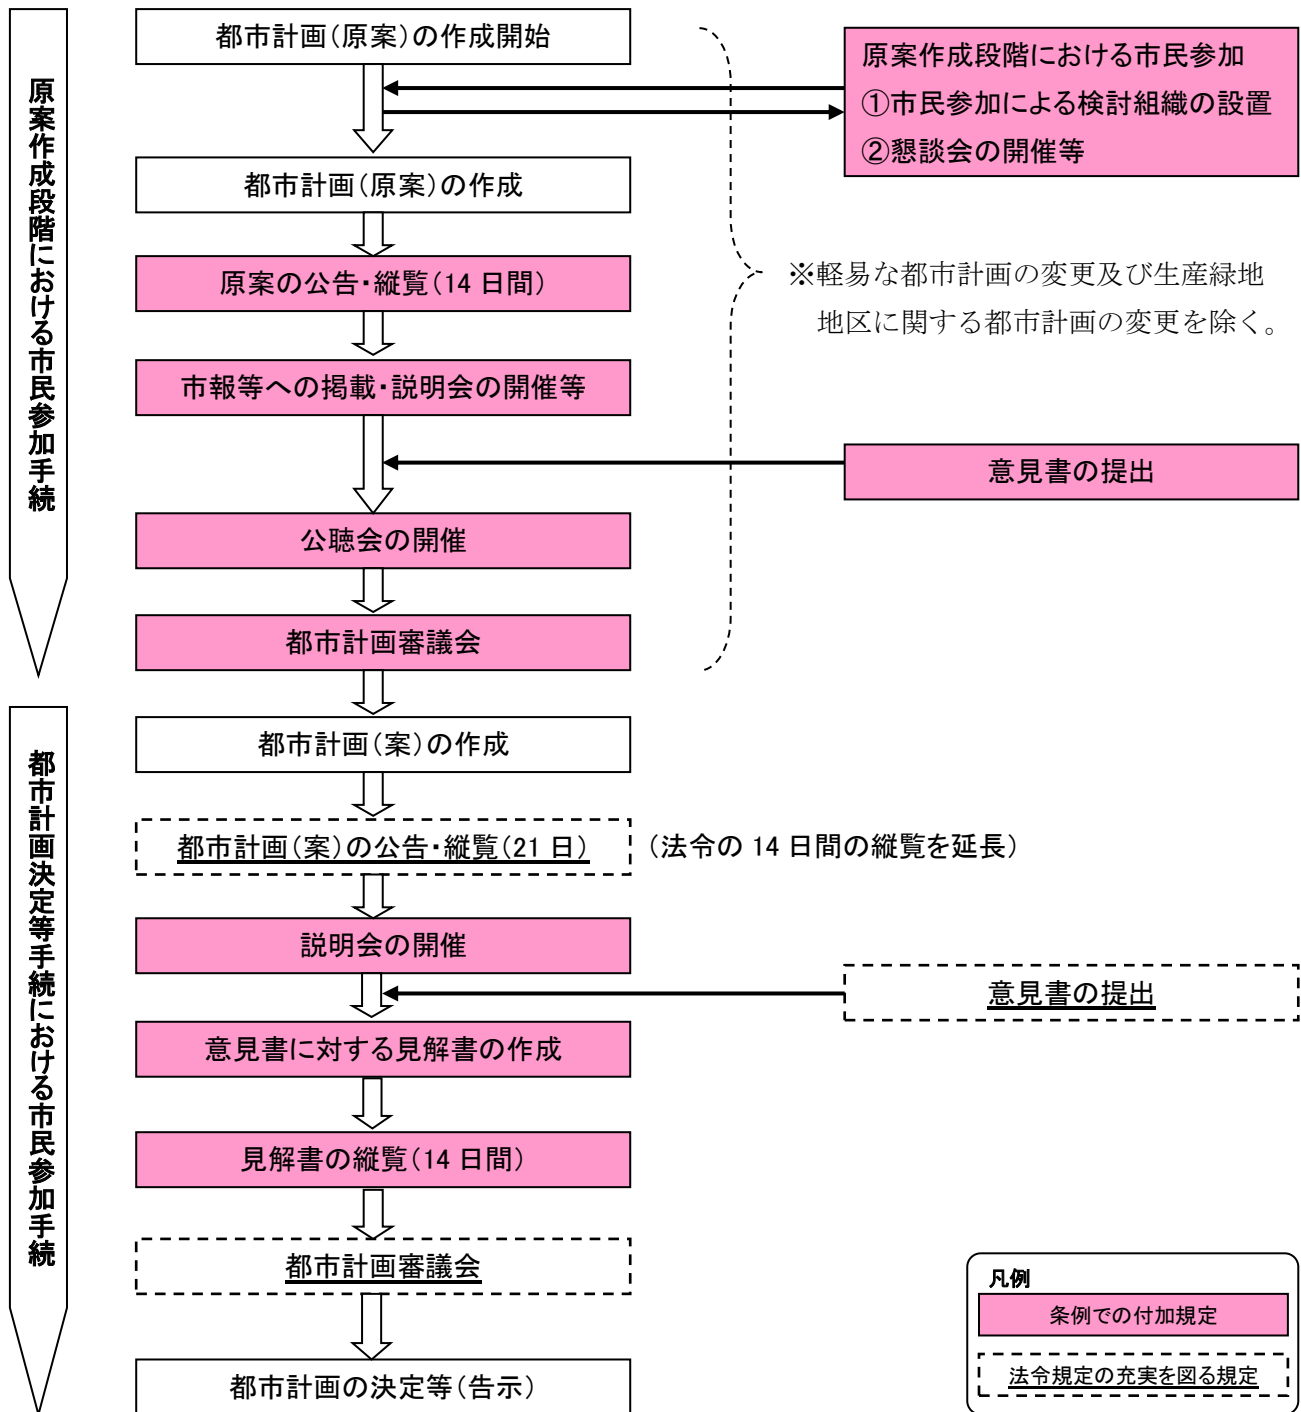 原案作成段階における市民参加手続
都市計画(原案)の作成開始
原案作成段階における市民参加
①市民参加による検討組織の設置
②懇談会の開催等
都市計画(原案)の作成
原案の公告・縦覧(14 日間)
※軽易な都市計画の変更及び生産緑地
地区に関する都市計画の変更を除く。
市報等への掲載・説明会の開催等
意見書の提出
公聴会の開催
都市計画審議会
都市計画決定等手続における市民参加手続
都市計画(案)の作成
都市計画(案)の公告・縦覧(21 日)
(法令の 14 日間の縦覧を延長)
説明会の開催
意見書の提出
意見書に対する見解書の作成
見解書の縦覧(14 日間)
都市計画審議会
都市計画の決定等(告示)
凡例
条例での付加規定
法令規定の充実を図る規定